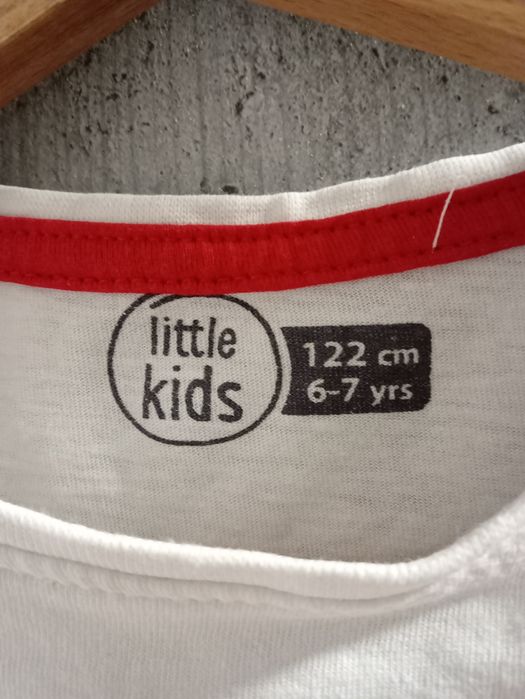 little
kids
122 cm
6-7 yrs